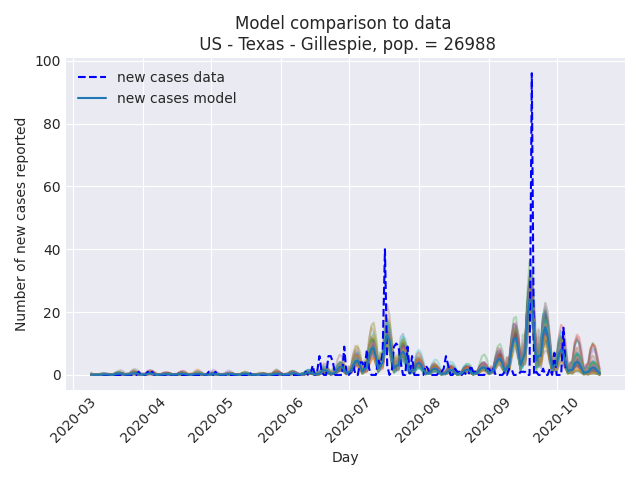 Model comparison to data
US - Texas - Gillespie, pop. = 26988
new cases data
new cases model
Number of new cases reported
100
80
60
40
20
0
2020-03
2020-04
2020-05
2020-06
2020-07
2020-08
2020-09
2020-10
Day